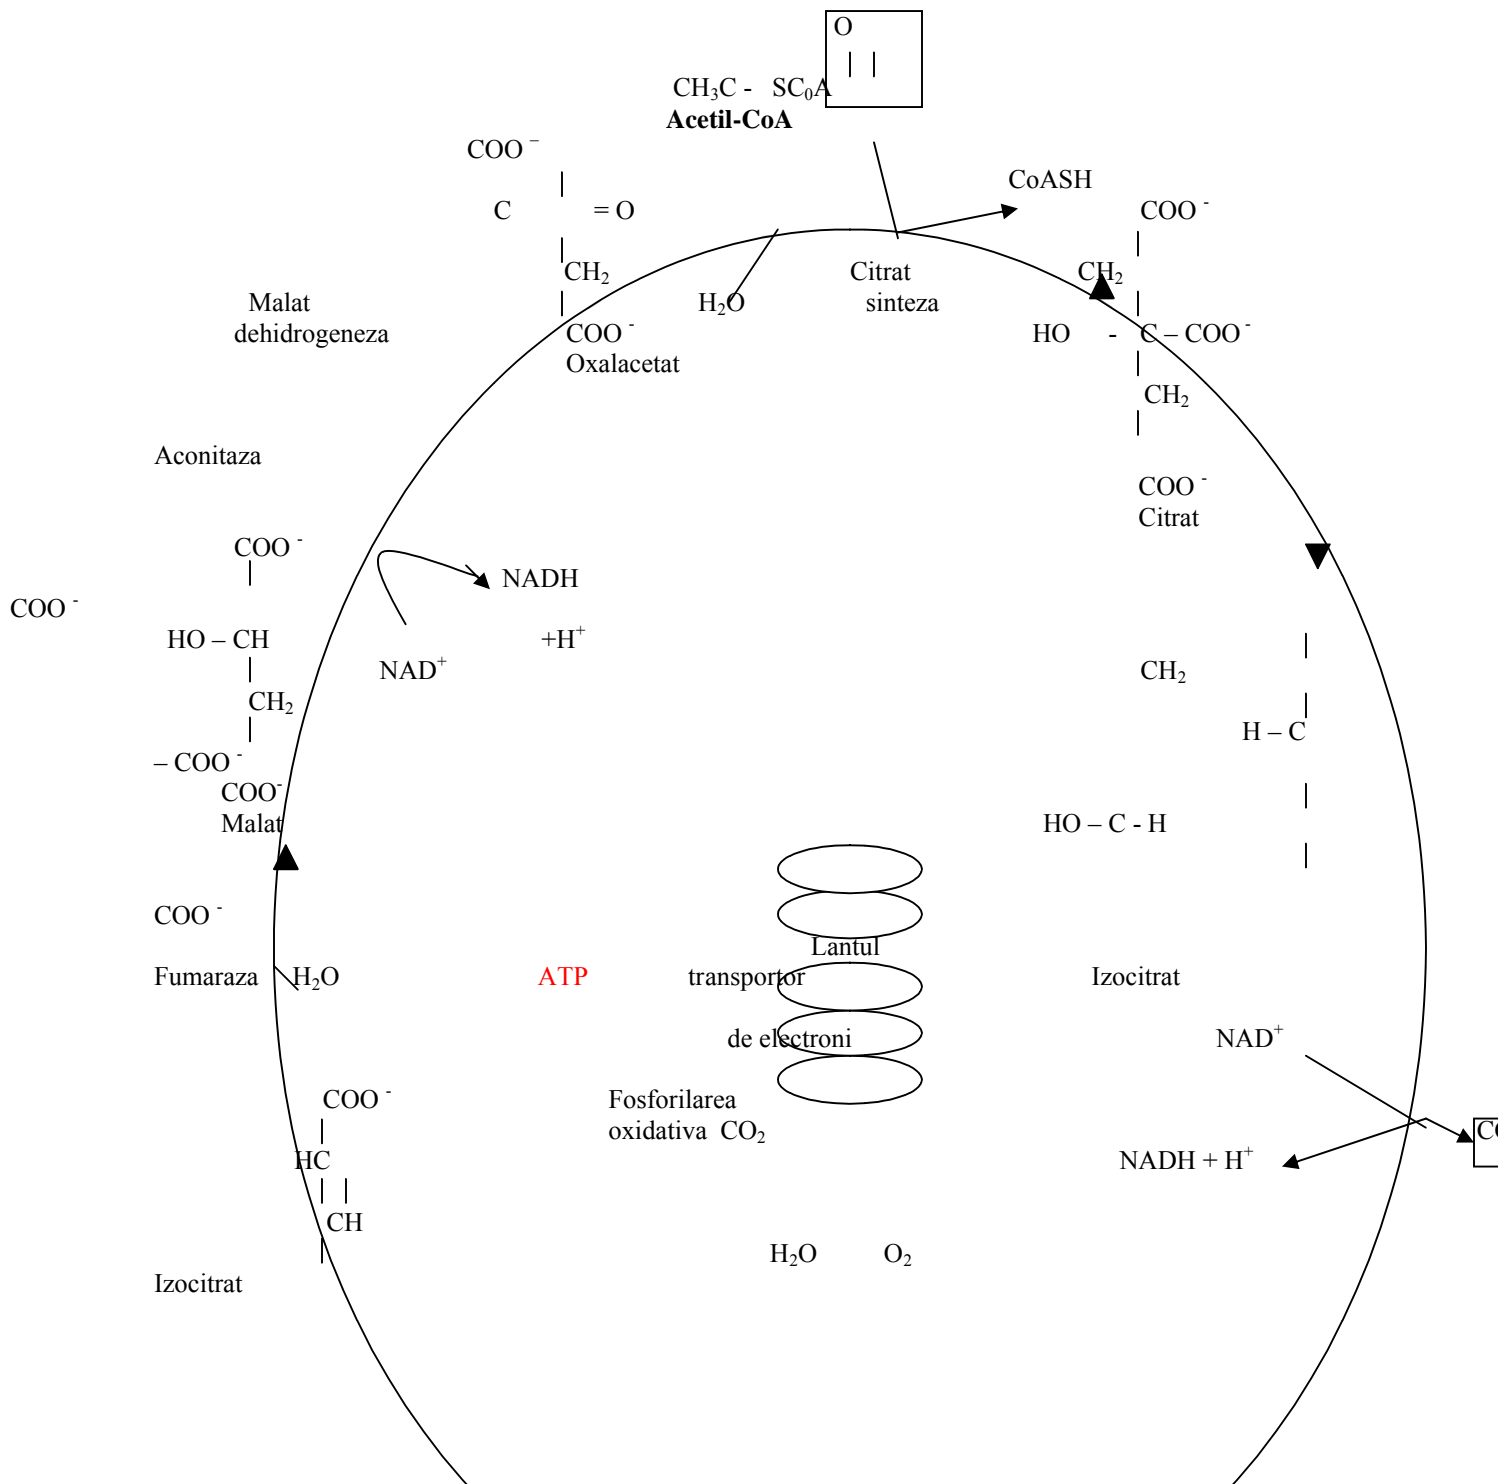 O
CH₃C - SC₀A
Acetil-CoA
COO ⁻
CoASH
C = O
COO ⁻
CH₂
Citrat
CH₂
Malat
H₂O
sinteza
dehidrogeneza
COO ⁻
HO - C – COO ⁻
Oxalacetat
CH₂
Aconitaza
COO ⁻
Citrat
COO ⁻
NADH
COO ⁻
HO – CH
+H⁺
NAD⁺
CH₂
CH₂
H – C
– COO ⁻
COO⁻
Malat
HO – C - H
COO ⁻
Lantul
Fumaraza H₂O
ATP
transportor
Izocitrat
de electroni
NAD⁺
COO ⁻
Fosforilarea
oxidativa CO₂
HC
NADH + H⁺
CH
H₂O O₂
Izocitrat